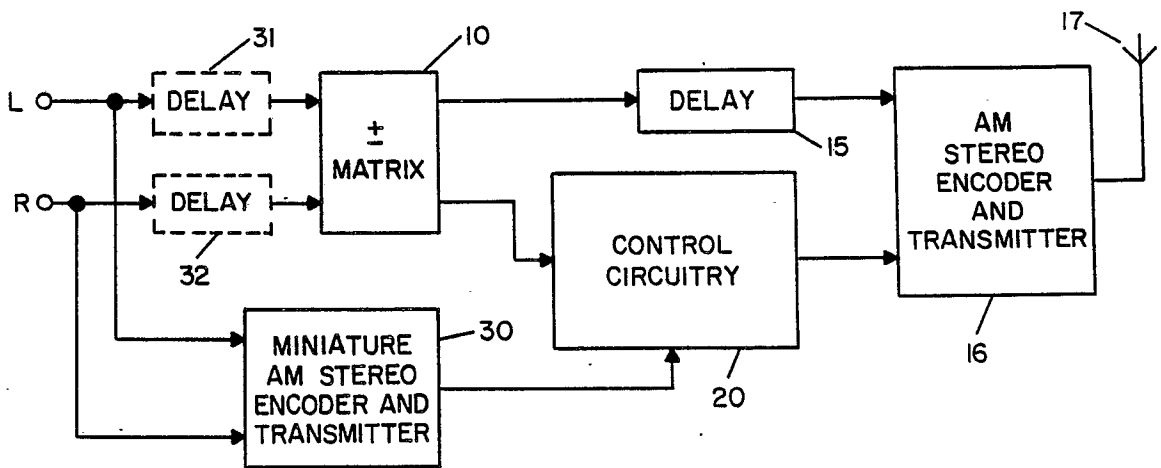 31
10
17
L
DELAY
DELAY
15
AM
STEREO
ENCODER
AND
TRANSMITTER
±
MATRIX
R
DELAY
32
CONTROL
CIRCUITRY
30
16
MINIATURE
AM STEREO
ENCODER AND
TRANSMITTER
20